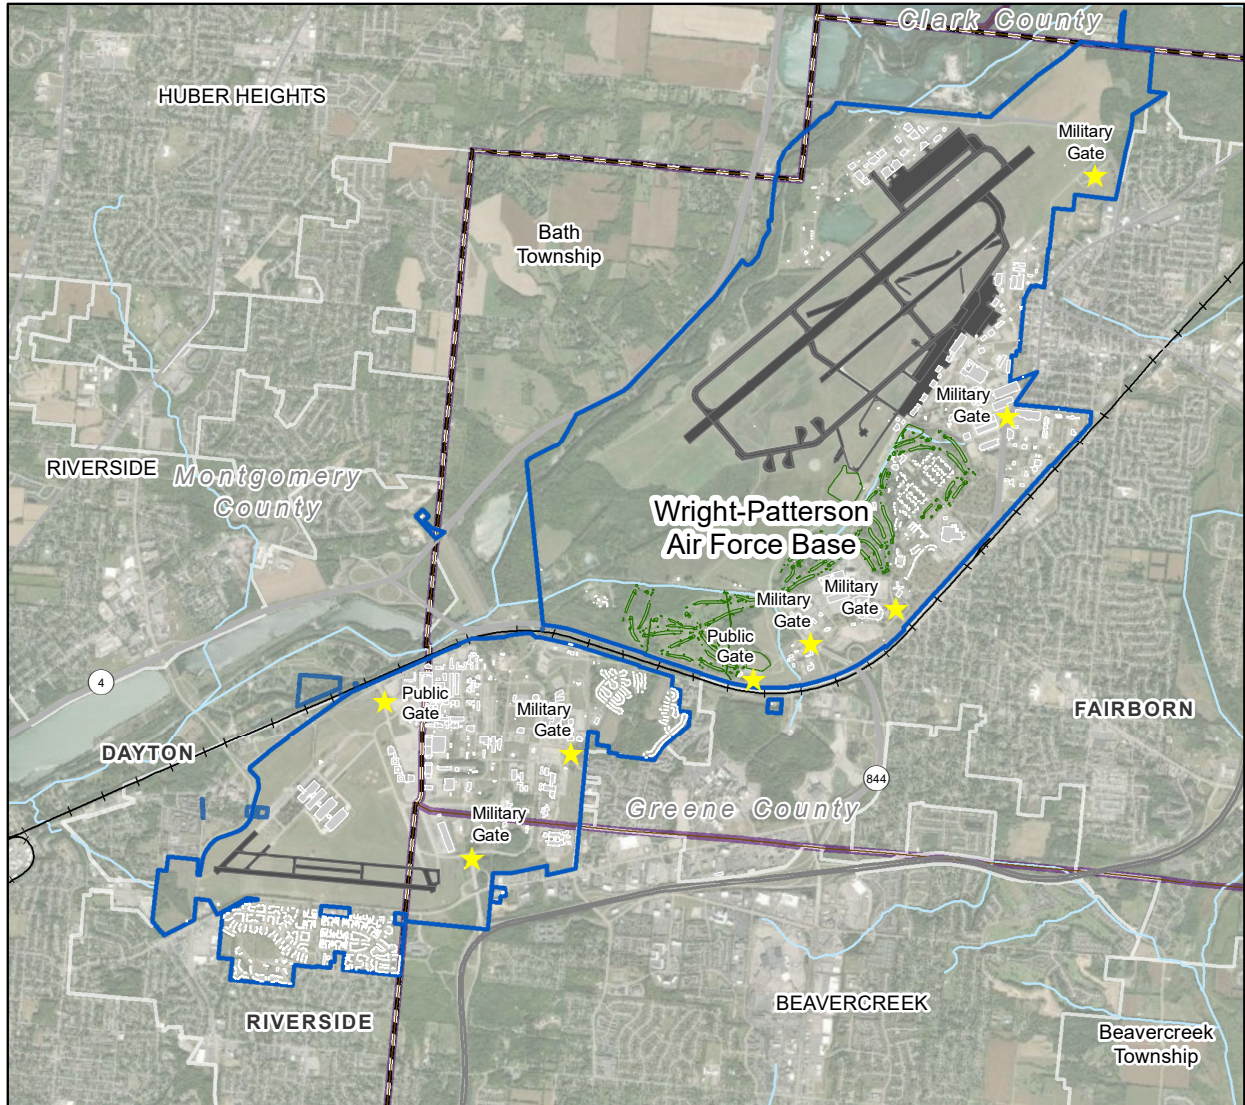 Clark County
HUBER HEIGHTS
Military
Gate
Bath
Township
Military
Gate
RIVERSIDE
Montgomery
County
Wright-Patterson
Air Force Base
Military
Gate
Military
Gate
Public
Gate
4
Public
Gate
Military
Gate
FAIRBORN
DAYTON
844
Greene County
Military
Gate
BEAVERCREEK
RIVERSIDE
Beavercreek
Township